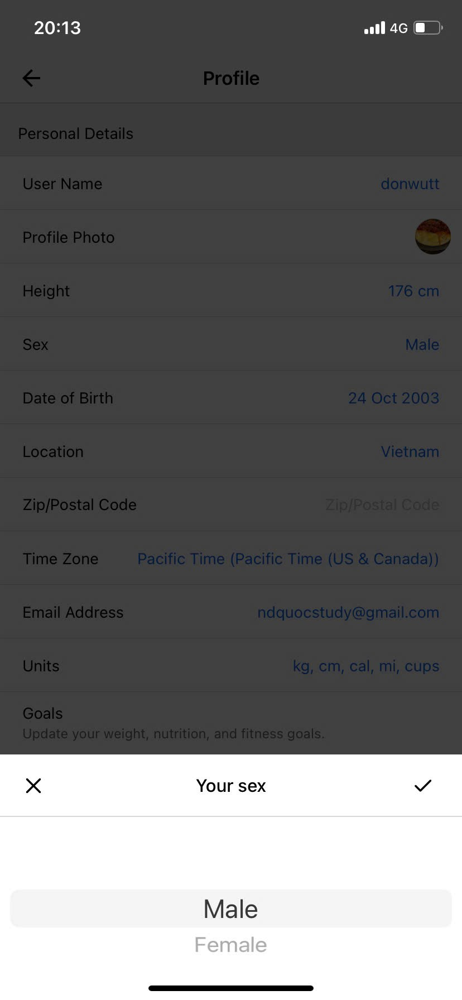 20:13 4G
Profile
Personal Details
User Name donwutt
Profile Photo
Height 176 cm
Sex Male
Date of Birth 24 Oct 2003
Location Vietnam
Zip/Postal Code Zip/Postal Code
Time Zone Pacific Time (Pacific Time (US & Canada))
Email Address ndquocstudy@gmail.com
Units kg, cm, cal, mi, cups
Goals
Update your weight, nutrition, and fitness goals.
Your sex
Male
Female